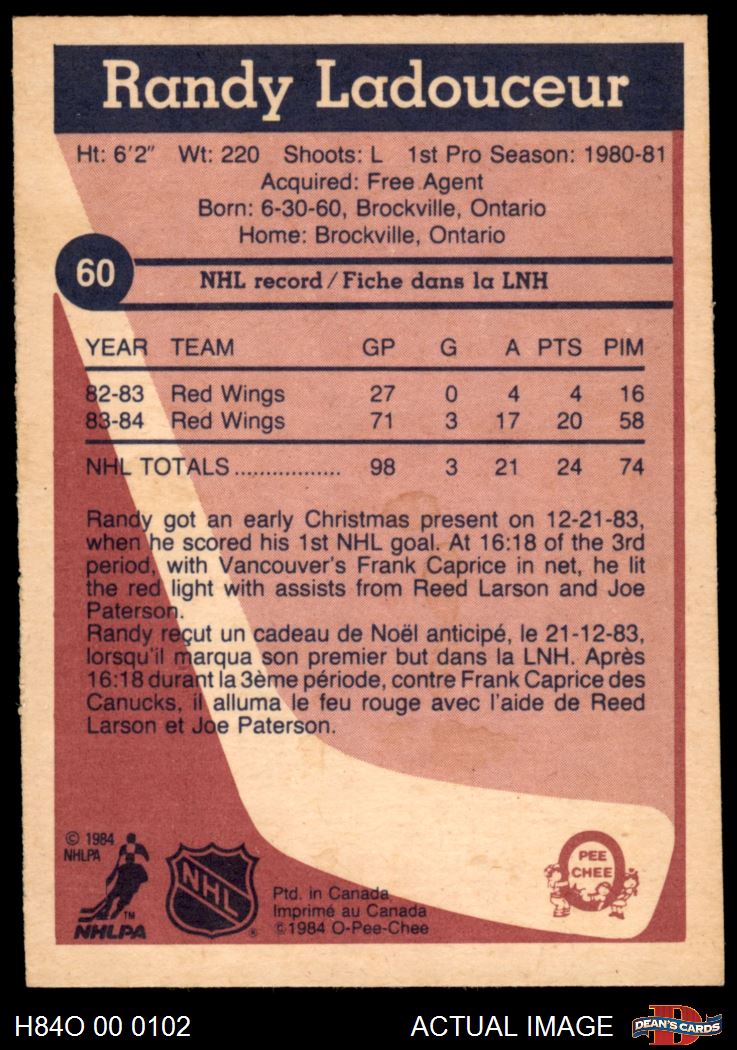 Randy Ladouceur
Ht: 6'2" Wt: 220 Shoots: L 1st Pro Season: 1980-81
Acquired: Free Agent
Born: 6-30-60, Brockville, Ontario
Home: Brockville, Ontario
60
NHL record/Fiche dans la LNH
YEAR TEAM GP G A PTS PIM
82-83 Red Wings 27 0 4 4 16
83-84 Red Wings 71 3 17 20 58
NHL TOTALS ................. 98 3 21 24 74
Randy got an early Christmas present on 12-21-83,
when he scored his 1st NHL goal. At 16:18 of the 3rd
period, with Vancouver's Frank Caprice in net, he lit
the red light with assists from Reed Larson and Joe
Paterson.
Randy reçut un cadeau de Noël anticipé, le 21-12-83,
lorsqu'il marqua son premier but dans la LNH. Après
16:18 durant la 3ème période, contre Frank Caprice des
Canucks, il alluma le feu rouge avec l'aide de Reed
Larson et Joe Paterson.
© 1984
NHLPA
TM
NHLPA
NHL
®
Ptd. in Canada
Imprimé au Canada
©1984 O-Pee-Chee
PEE
CHEE
H84O 00 0102
ACTUAL IMAGE
D
DEAN'S CARDS